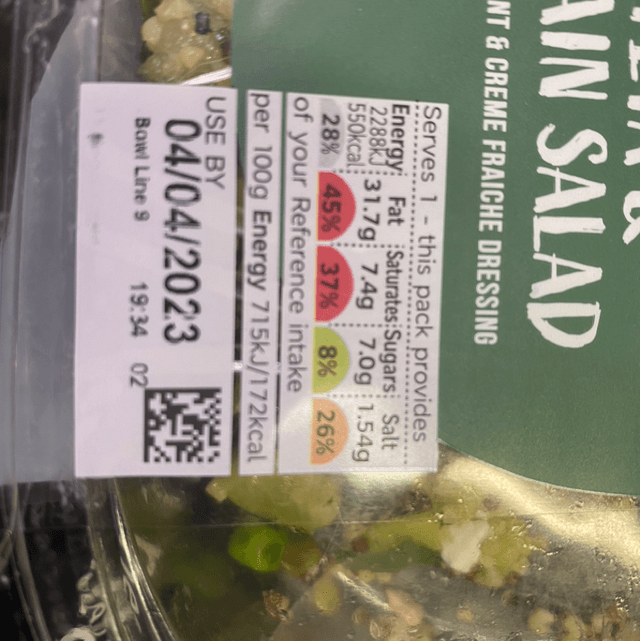 AIN SALAD
NT & CREME FRAICHE DRESSING
Serves 1 - this pack provides
Energy Fat Saturates Sugars Salt
2288kJ 31.7g 7.4g 7.0g 1.54g
550kcal
28% 45% 37% 8% 26%
of your Reference intake
per 100g Energy 715kJ/172kcal
USE BY
04/04/2023
Bowl Line 9 19:34 02